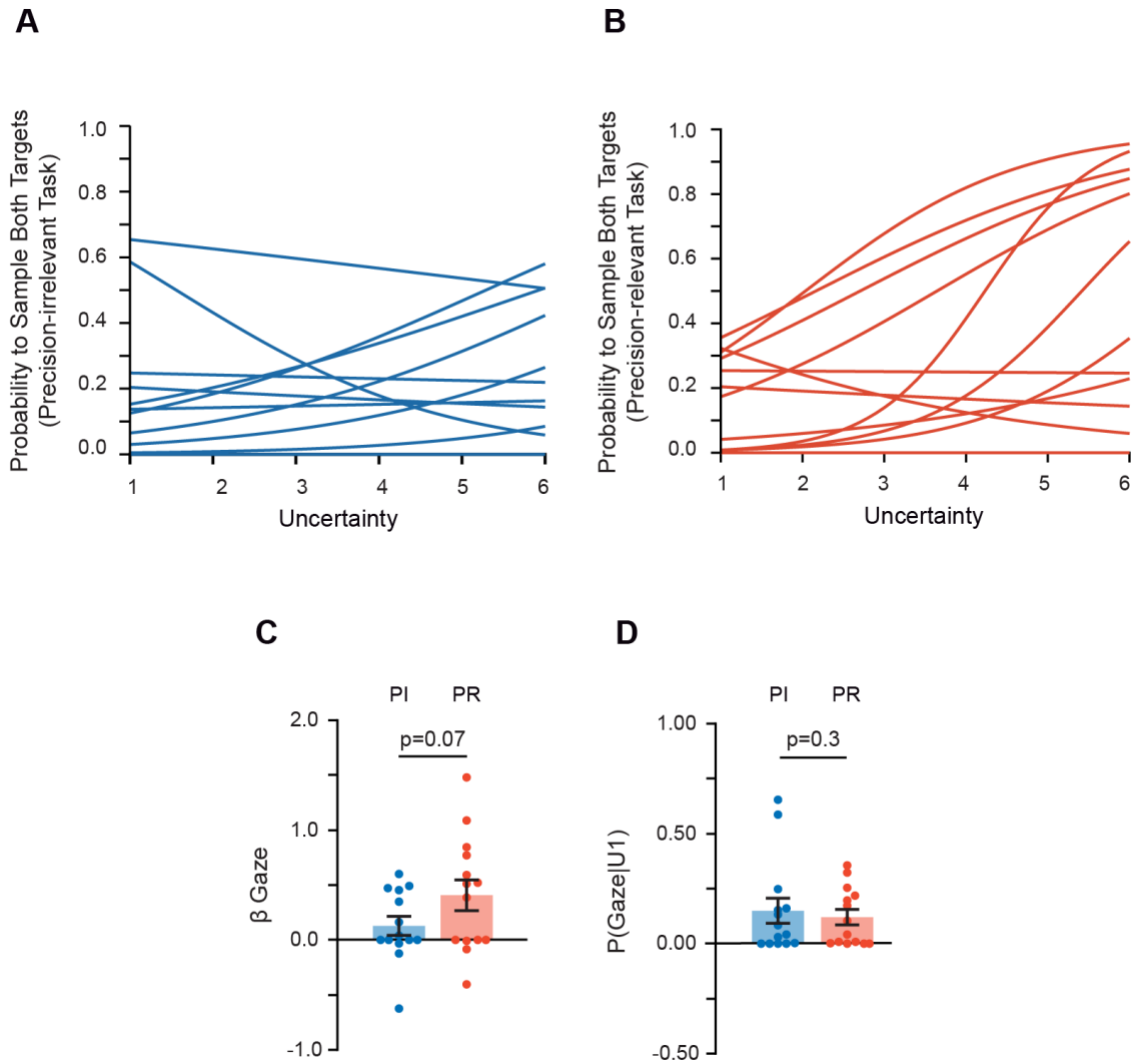 A
B
Probability to Sample Both Targets
(Precision-irrelevant Task)
1.0
0.8
0.6
0.4
0.2
0.0
1 2 3 4 5 6
Uncertainty
Probability to Sample Both Targets
(Precision-relevant Task)
1.0
0.8
0.6
0.4
0.2
0.0
1 2 3 4 5 6
Uncertainty
C
D
PI PR
p=0.07
β Gaze
2.0
1.0
0.0
-1.0
PI PR
p=0.3
P(Gaze|U1)
1.00
0.50
0.00
-0.50